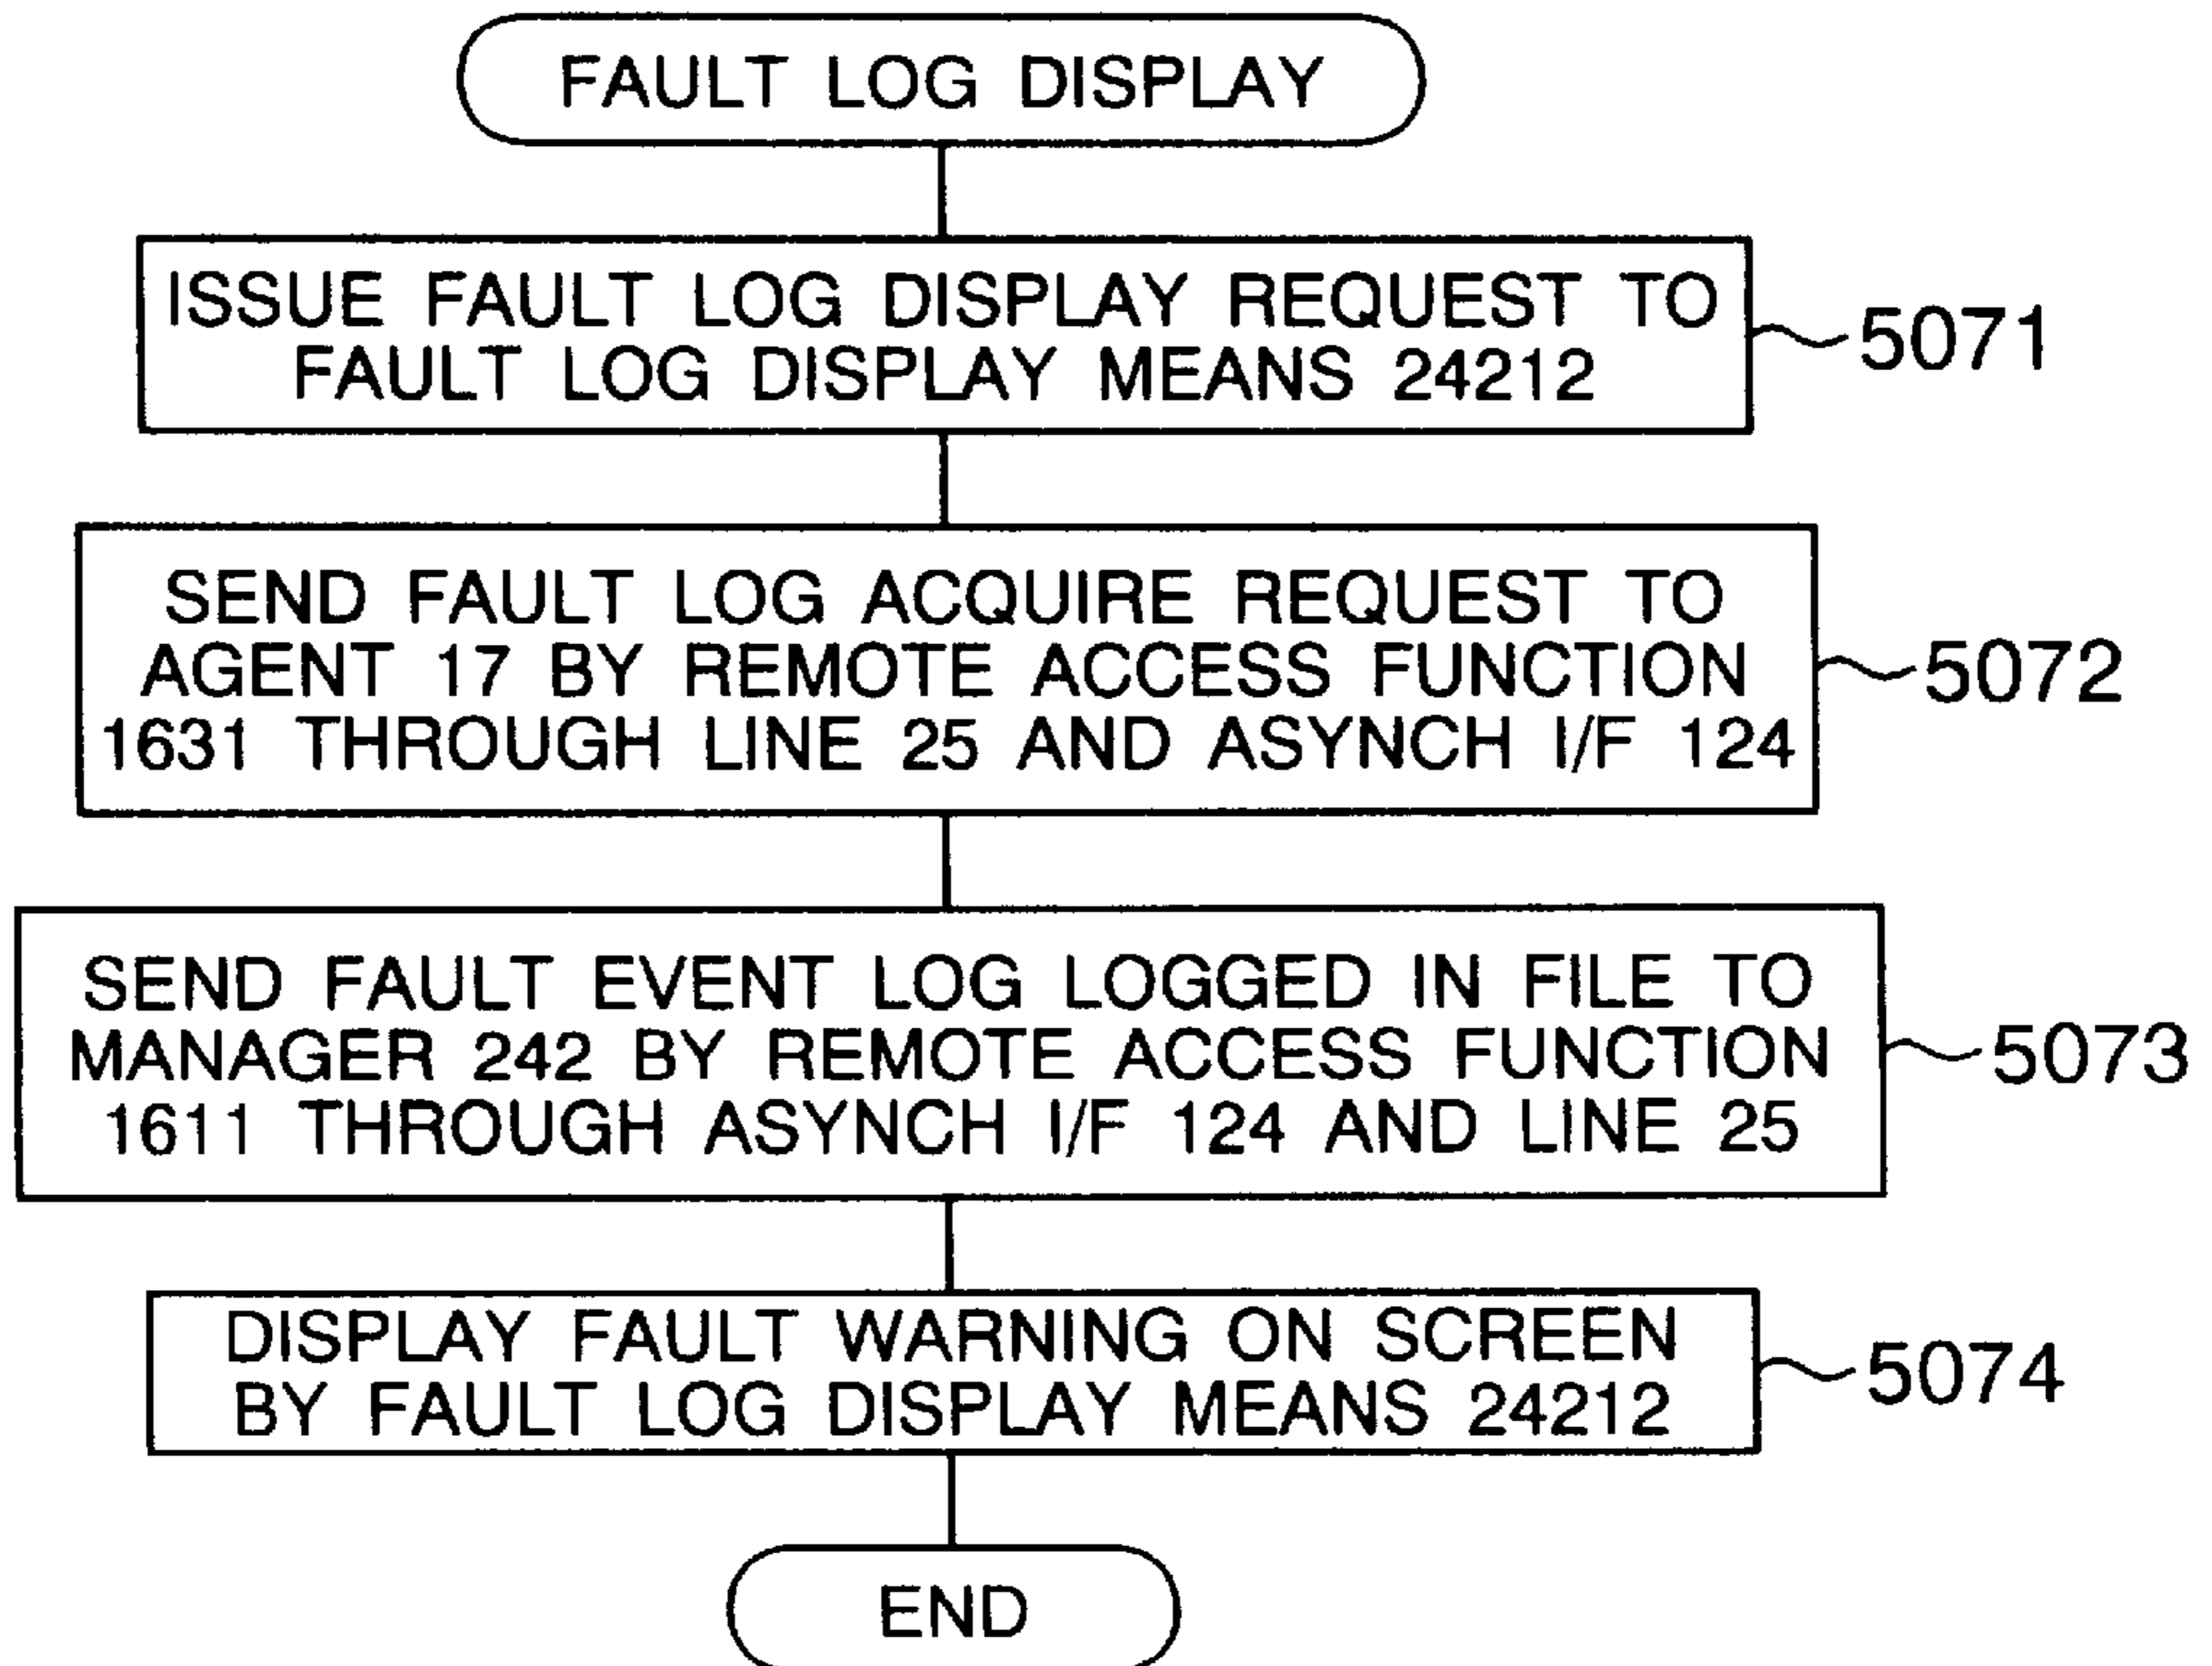 FAULT LOG DISPLAY
ISSUE FAULT LOG DISPLAY REQUEST TO
FAULT LOG DISPLAY MEANS 24212
5071
SEND FAULT LOG ACQUIRE REQUEST TO
AGENT 17 BY REMOTE ACCESS FUNCTION
1631 THROUGH LINE 25 AND ASYNCH I/F 124
5072
SEND FAULT EVENT LOG LOGGED IN FILE TO
MANAGER 242 BY REMOTE ACCESS FUNCTION
1611 THROUGH ASYNCH I/F 124 AND LINE 25
5073
DISPLAY FAULT WARNING ON SCREEN
BY FAULT LOG DISPLAY MEANS 24212
5074
END